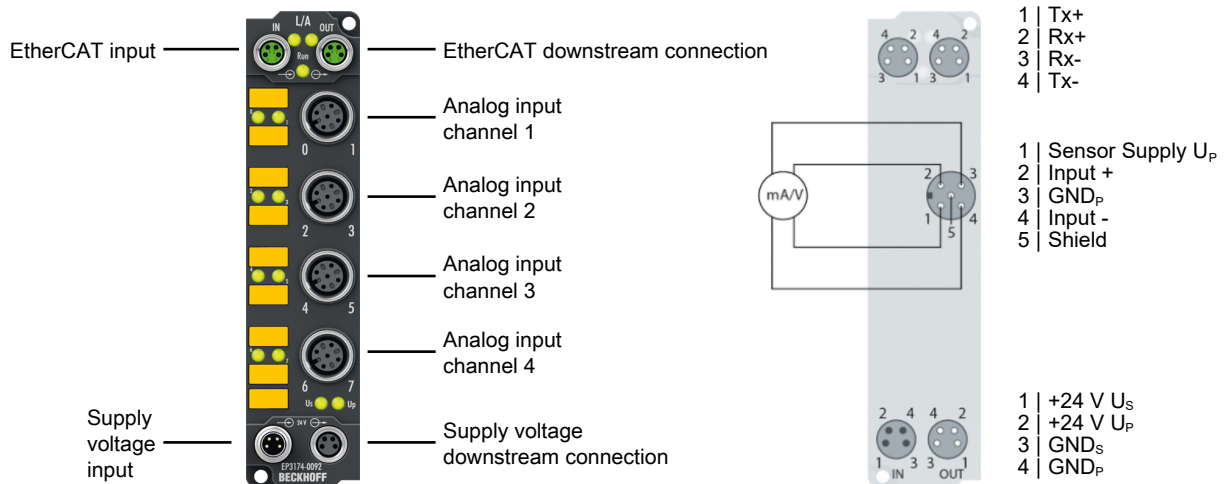 EtherCAT input
L/A
IN
OUT
Run
EtherCAT downstream connection
Analog input
channel 1
0 1
Analog input
channel 2
2 3
Analog input
channel 3
4 5
Analog input
channel 4
6 7
Us Up
24 V
Supply
voltage
input
Supply voltage
downstream connection
EP3174-0092
BECKHOFF
4 2 4 2
3 1 3 1
1 | Tx+
2 | Rx+
3 | Rx-
4 | Tx-
mA/V
2 3
1 4
5
1 | Sensor Supply UP
2 | Input +
3 | GNDP
4 | Input -
5 | Shield
2 4 4 2
1 3 3 1
IN OUT
1 | +24 V US
2 | +24 V UP
3 | GNDS
4 | GNDP